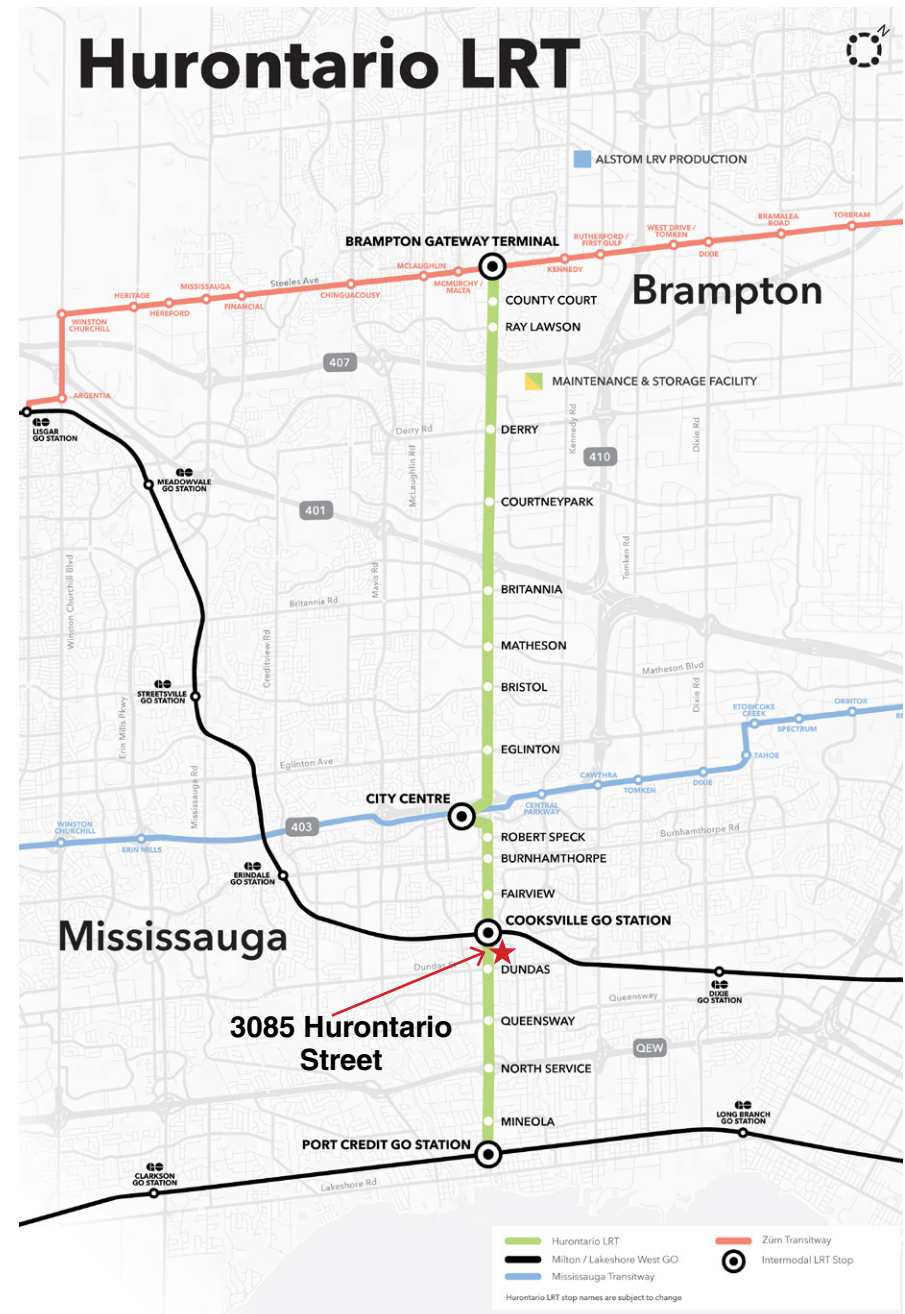 Hurontario LRT
N
ALSTOM LRV PRODUCTION
BRAMPTON GATEWAY TERMINAL
Brampton
TORBRAM
BRAMALEA
ROAD
WEST DRIVE /
TOMKEN
DIXIE
RUTHERFORD /
FIRST GULF
KENNEDY
MCLAUGHLIN
MCMURCHY /
MALTA
Steeles Ave
CHINGUACOUSY
MISSISSAUGA
FINANCIAL
HERITAGE
HEREFORD
WINSTON
CHURCHILL
ARGENTIA
COUNTY COURT
RAY LAWSON
407
MAINTENANCE & STORAGE FACILITY
LISGAR
GO STATION
Derry Rd
DERRY
Kennedy Rd
Dixie Rd
410
McLaughlin Rd
MEADOWVALE
GO STATION
401
COURTNEYPARK
Tomken Rd
Mavis Rd
Winston Churchill Blvd
Britannia Rd
BRITANNIA
Creditview Rd
MATHESON
Matheson Blvd
STREETSVILLE
GO STATION
BRISTOL
Dixie Rd
Erin Mills Pkwy
ETOBICOKE
CREEK
ORBITOR
SPECTRUM
RE
EGLINTON
TAHOE
Eglinton Ave
Mississauga Rd
CAWTHRA
TOMKEN
DIXIE
CITY CENTRE
CENTRAL
PARKWAY
WINSTON
CHURCHILL
403
ERIN MILLS
ROBERT SPECK
Burnhamthorpe Rd
BURNHAMTHORPE
ERINDALE
GO STATION
FAIRVIEW
COOKSVILLE GO STATION
Mississauga
Dundas S
DUNDAS
DIXIE
GO STATION
Queensway
3085 Hurontario
Street
QUEENSWAY
QEW
NORTH SERVICE
MINEOLA
LONG BRANCH
GO STATION
PORT CREDIT GO STATION
CLARKSON
GO STATION
Lakeshore Rd
Hurontario LRT
Milton / Lakeshore West GO
Mississauga Transitway
Züm Transitway
Intermodal LRT Stop
Hurontario LRT stop names are subject to change